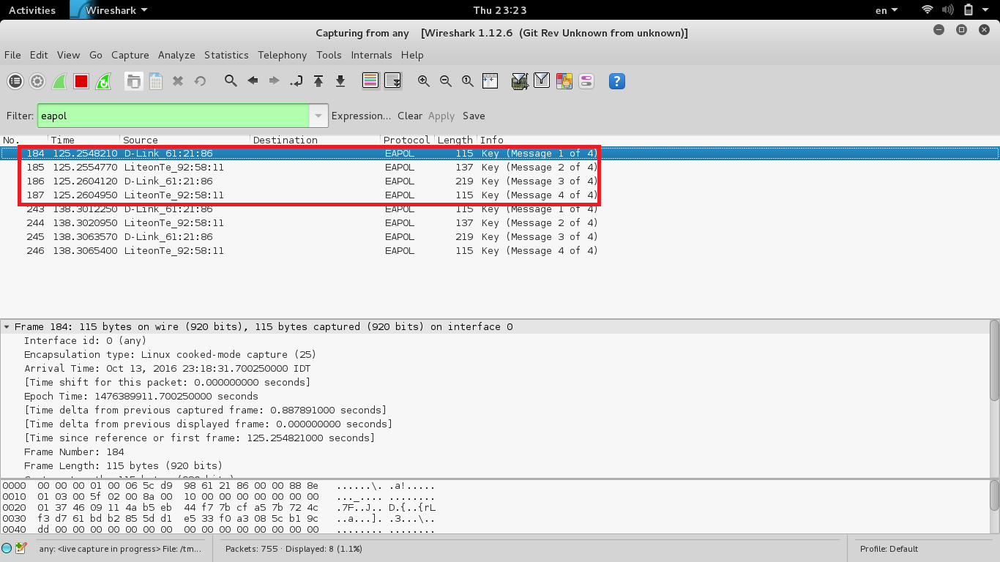 Activities Wireshark Thu 23:23 en
Capturing from any [Wireshark 1.12.6 (Git Rev Unknown from unknown)]
File Edit View Go Capture Analyze Statistics Telephony Tools Internals Help
Filter: eapol Expression... Clear Apply Save
No. Time Source Destination Protocol Length Info
184 125.2548210 D-Link_61:21:86 EAPOL 115 Key (Message 1 of 4)
185 125.2554770 LiteonTe_92:58:11 EAPOL 137 Key (Message 2 of 4)
186 125.2604120 D-Link_61:21:86 EAPOL 219 Key (Message 3 of 4)
187 125.2604950 LiteonTe_92:58:11 EAPOL 115 Key (Message 4 of 4)
243 138.3012250 D-Link_61:21:86 EAPOL 115 Key (Message 1 of 4)
244 138.3020950 LiteonTe_92:58:11 EAPOL 137 Key (Message 2 of 4)
245 138.3063570 D-Link_61:21:86 EAPOL 219 Key (Message 3 of 4)
246 138.3065400 LiteonTe_92:58:11 EAPOL 115 Key (Message 4 of 4)
Frame 184: 115 bytes on wire (920 bits), 115 bytes captured (920 bits) on interface 0
Interface id: 0 (any)
Encapsulation type: Linux cooked-mode capture (25)
Arrival Time: Oct 13, 2016 23:18:31.700250000 IDT
[Time shift for this packet: 0.000000000 seconds]
Epoch Time: 1476389911.700250000 seconds
[Time delta from previous captured frame: 0.887891000 seconds]
[Time delta from previous displayed frame: 0.000000000 seconds]
[Time since reference or first frame: 125.254821000 seconds]
Frame Number: 184
Frame Length: 115 bytes (920 bits)
0000 00 00 00 01 00 06 5c d9 98 61 21 86 00 00 88 8e ......\. .a!.....
0010 01 03 00 5f 02 00 8a 00 10 00 00 00 00 00 00 00 ..._.... ........
0020 01 37 46 09 11 4a b5 eb 44 f7 7b cf a5 7b 72 4c .7F..J.. D.{..{rL
0030 f3 d7 61 bd b2 85 5d d1 e5 33 f0 a3 08 5c b1 9c ..a...]. .3...\..
0040 dd 00 00 00 00 00 00 00 00 00 00 00 00 00 00 00 ........ ........
any: <live capture in progress> File: /tm... Packets: 755 · Displayed: 8 (1.1%) Profile: Default